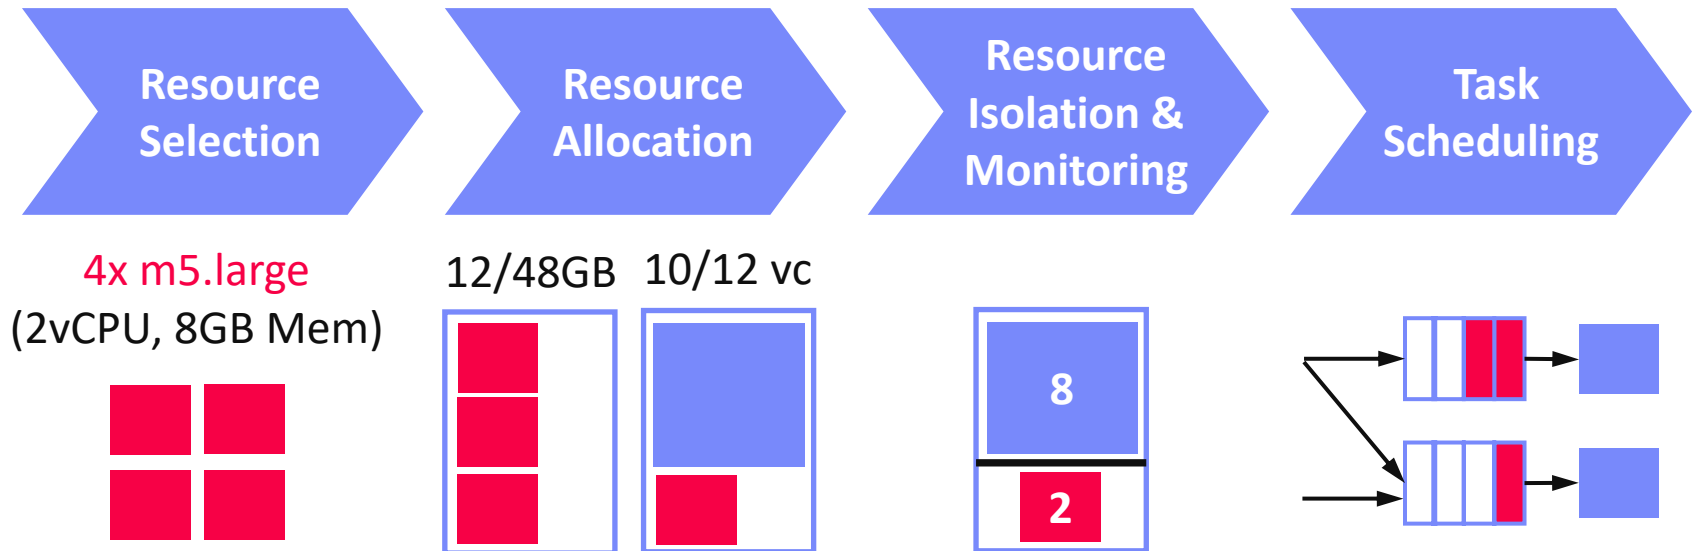 Resource
Selection
Resource
Allocation
Resource
Isolation &
Monitoring
Task
Scheduling
4x m5.large
(2vCPU, 8GB Mem)
12/48GB
10/12 vc
8
2